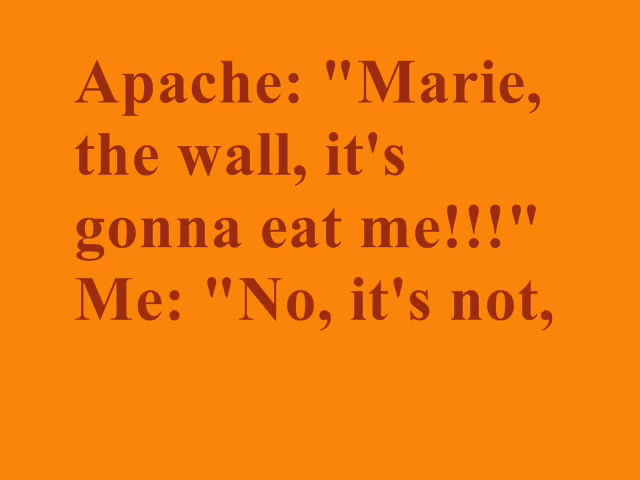 Apache: "Marie,
the wall, it's
gonna eat me!!!"
Me: "No, it's not,